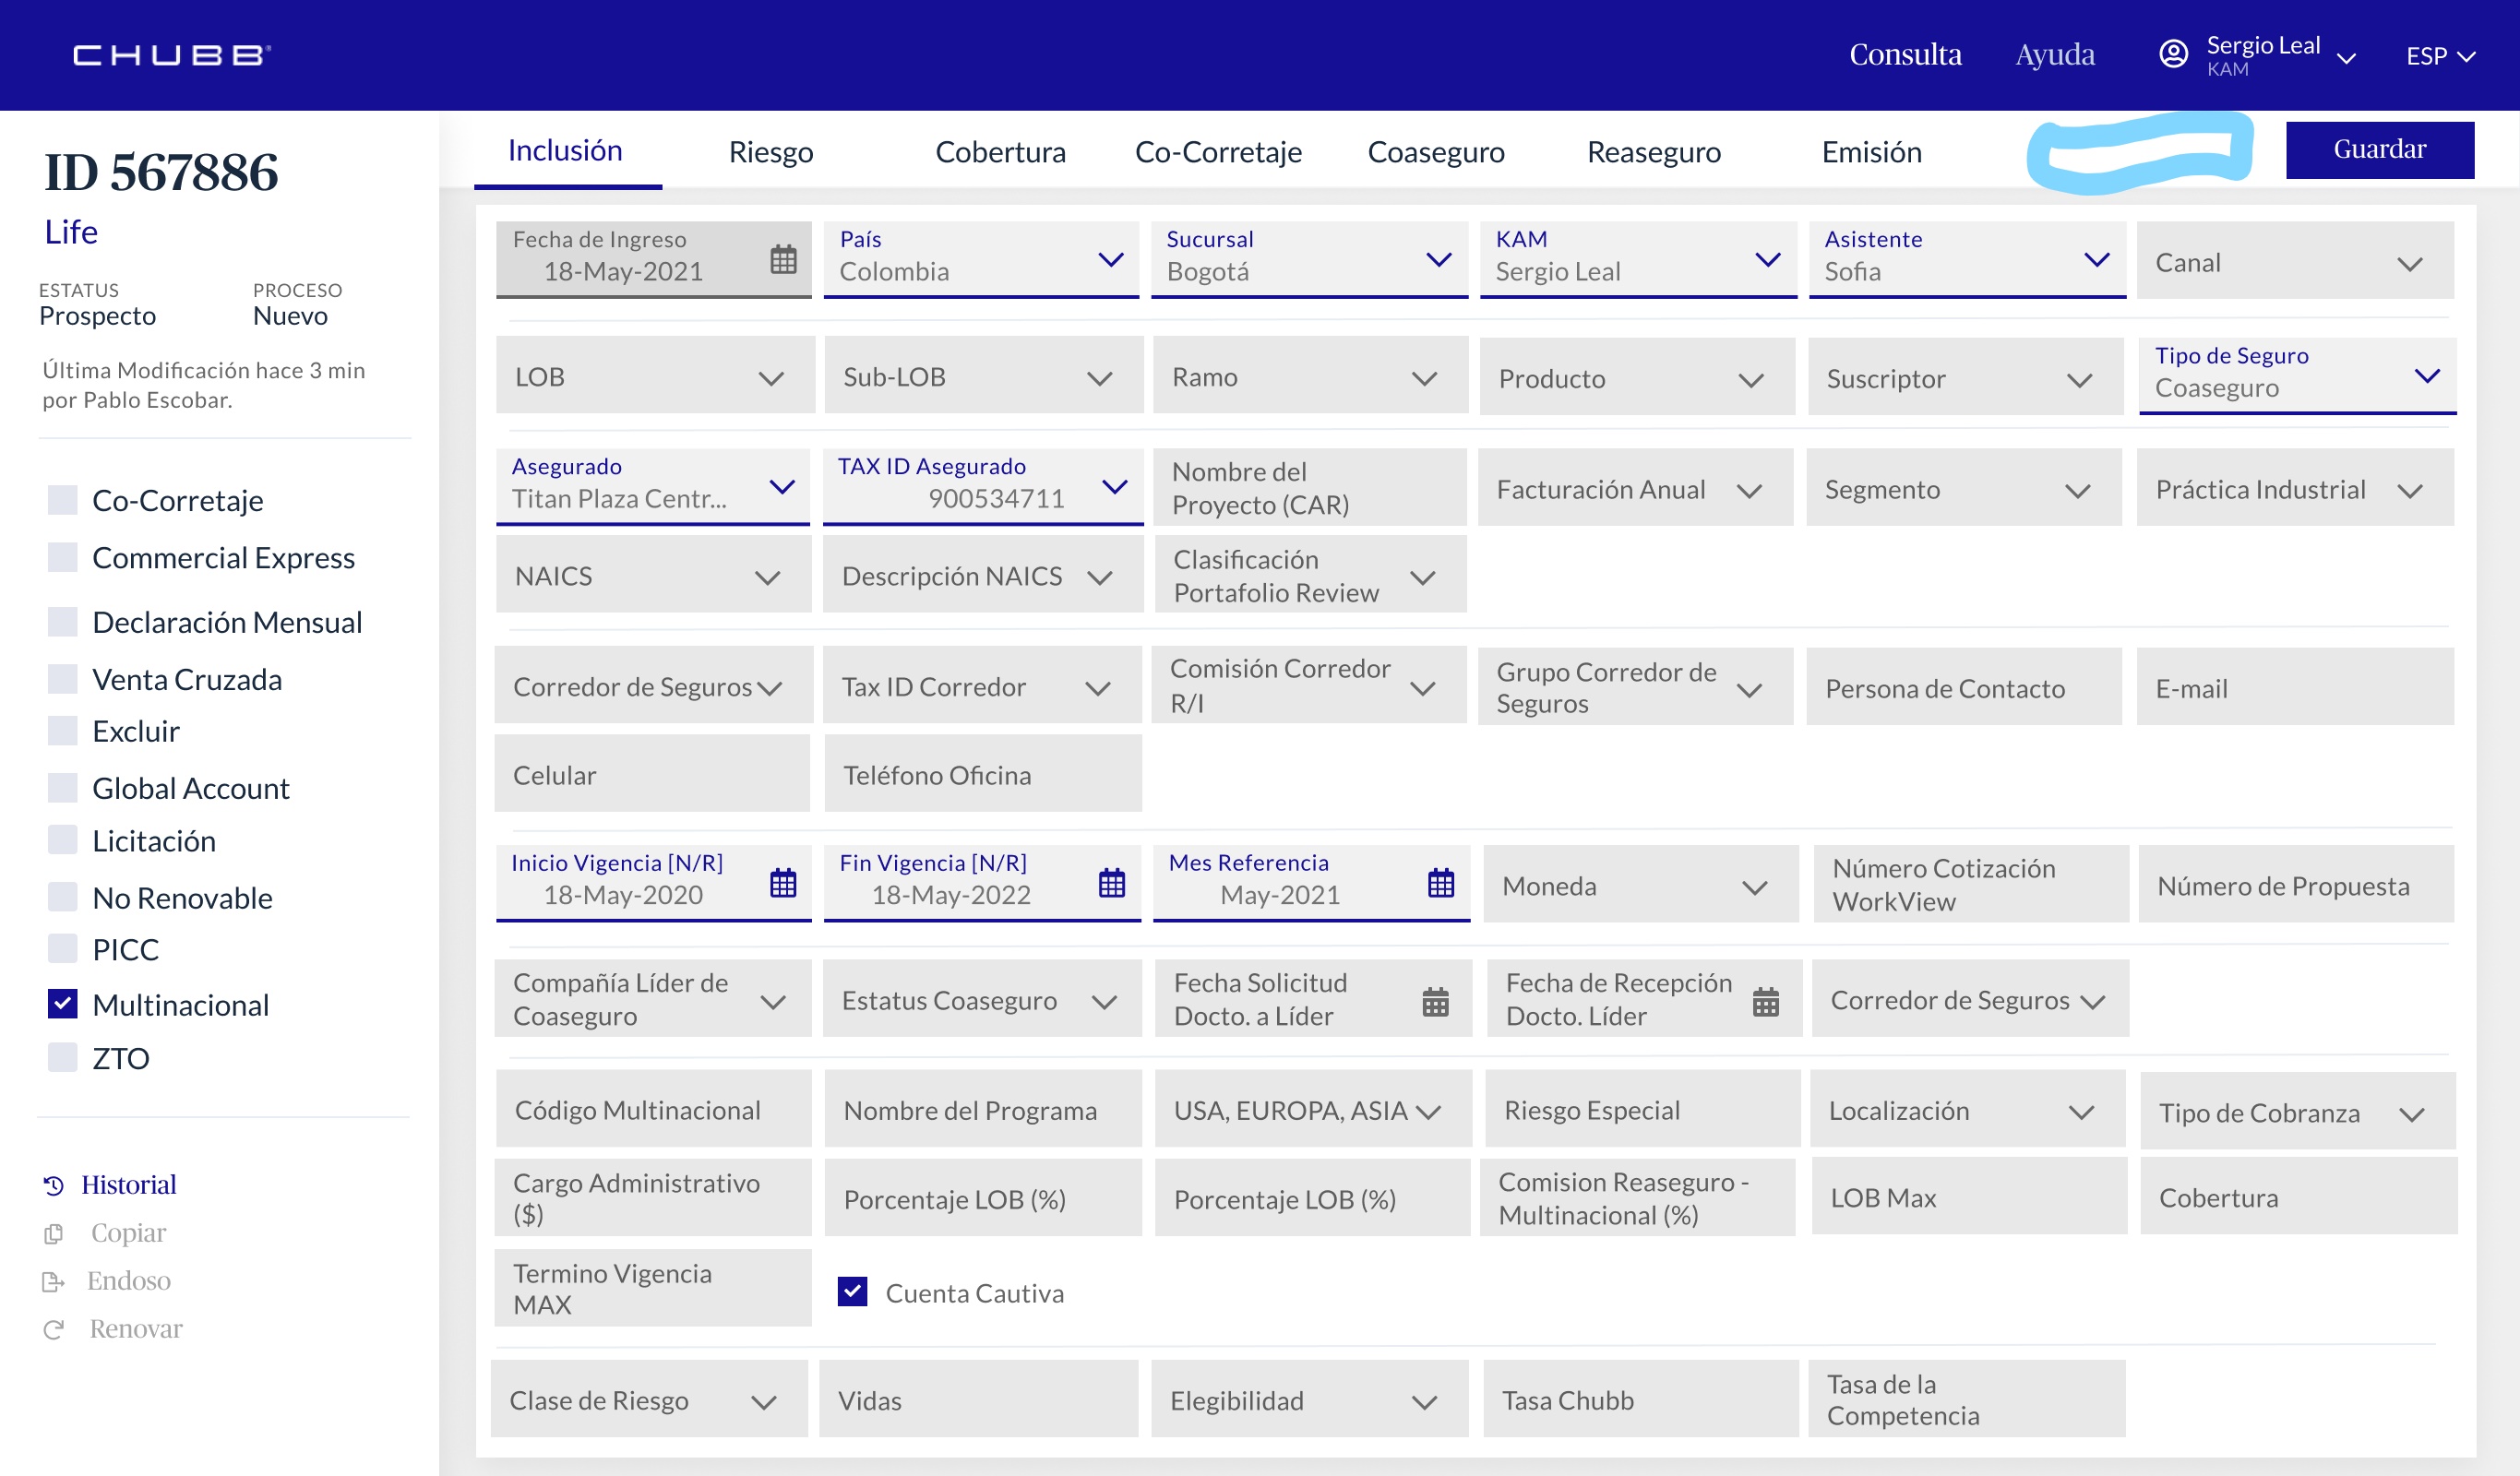 CHUBB
Consulta
Ayuda
Sergio Leal
KAM
ESP
ID 567886
Life
ESTATUS
Prospecto
PROCESO
Nuevo
Última Modificación hace 3 min
por Pablo Escobar.
Co-Corretaje
Commercial Express
Declaración Mensual
Venta Cruzada
Excluir
Global Account
Licitación
No Renovable
PICC
Multinacional
ZTO
Historial
Copiar
Endoso
Renovar
Inclusión
Riesgo
Cobertura
Co-Corretaje
Coaseguro
Reaseguro
Emisión
Guardar
Fecha de Ingreso
18-May-2021
País
Colombia
Sucursal
Bogotá
KAM
Sergio Leal
Asistente
Sofia
Canal
LOB
Sub-LOB
Ramo
Producto
Suscriptor
Tipo de Seguro
Coaseguro
Asegurado
Titan Plaza Centr...
TAX ID Asegurado
900534711
Nombre del
Proyecto (CAR)
Facturación Anual
Segmento
Práctica Industrial
NAICS
Descripción NAICS
Clasificación
Portafolio Review
Corredor de Seguros
Tax ID Corredor
Comisión Corredor
R/I
Grupo Corredor de
Seguros
Persona de Contacto
E-mail
Celular
Teléfono Oficina
Inicio Vigencia [N/R]
18-May-2020
Fin Vigencia [N/R]
18-May-2022
Mes Referencia
May-2021
Moneda
Número Cotización
WorkView
Número de Propuesta
Compañía Líder de
Coaseguro
Estatus Coaseguro
Fecha Solicitud
Docto. a Líder
Fecha de Recepción
Docto. Líder
Corredor de Seguros
Código Multinacional
Nombre del Programa
USA, EUROPA, ASIA
Riesgo Especial
Localización
Tipo de Cobranza
Cargo Administrativo
($)
Porcentaje LOB (%)
Porcentaje LOB (%)
Comision Reaseguro -
Multinacional (%)
LOB Max
Cobertura
Termino Vigencia
MAX
Cuenta Cautiva
Clase de Riesgo
Vidas
Elegibilidad
Tasa Chubb
Tasa de la
Competencia